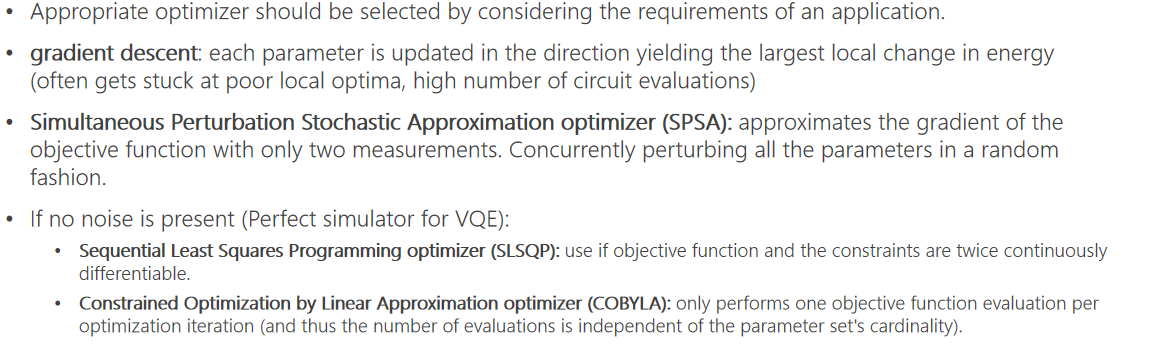 • Appropriate optimizer should be selected by considering the requirements of an application.
• gradient descent: each parameter is updated in the direction yielding the largest local change in energy
(often gets stuck at poor local optima, high number of circuit evaluations)
• Simultaneous Perturbation Stochastic Approximation optimizer (SPSA): approximates the gradient of the
objective function with only two measurements. Concurrently perturbing all the parameters in a random
fashion.
• If no noise is present (Perfect simulator for VQE):
• Sequential Least Squares Programming optimizer (SLSQP): use if objective function and the constraints are twice continuously
differentiable.
• Constrained Optimization by Linear Approximation optimizer (COBYLA): only performs one objective function evaluation per
optimization iteration (and thus the number of evaluations is independent of the parameter set's cardinality).